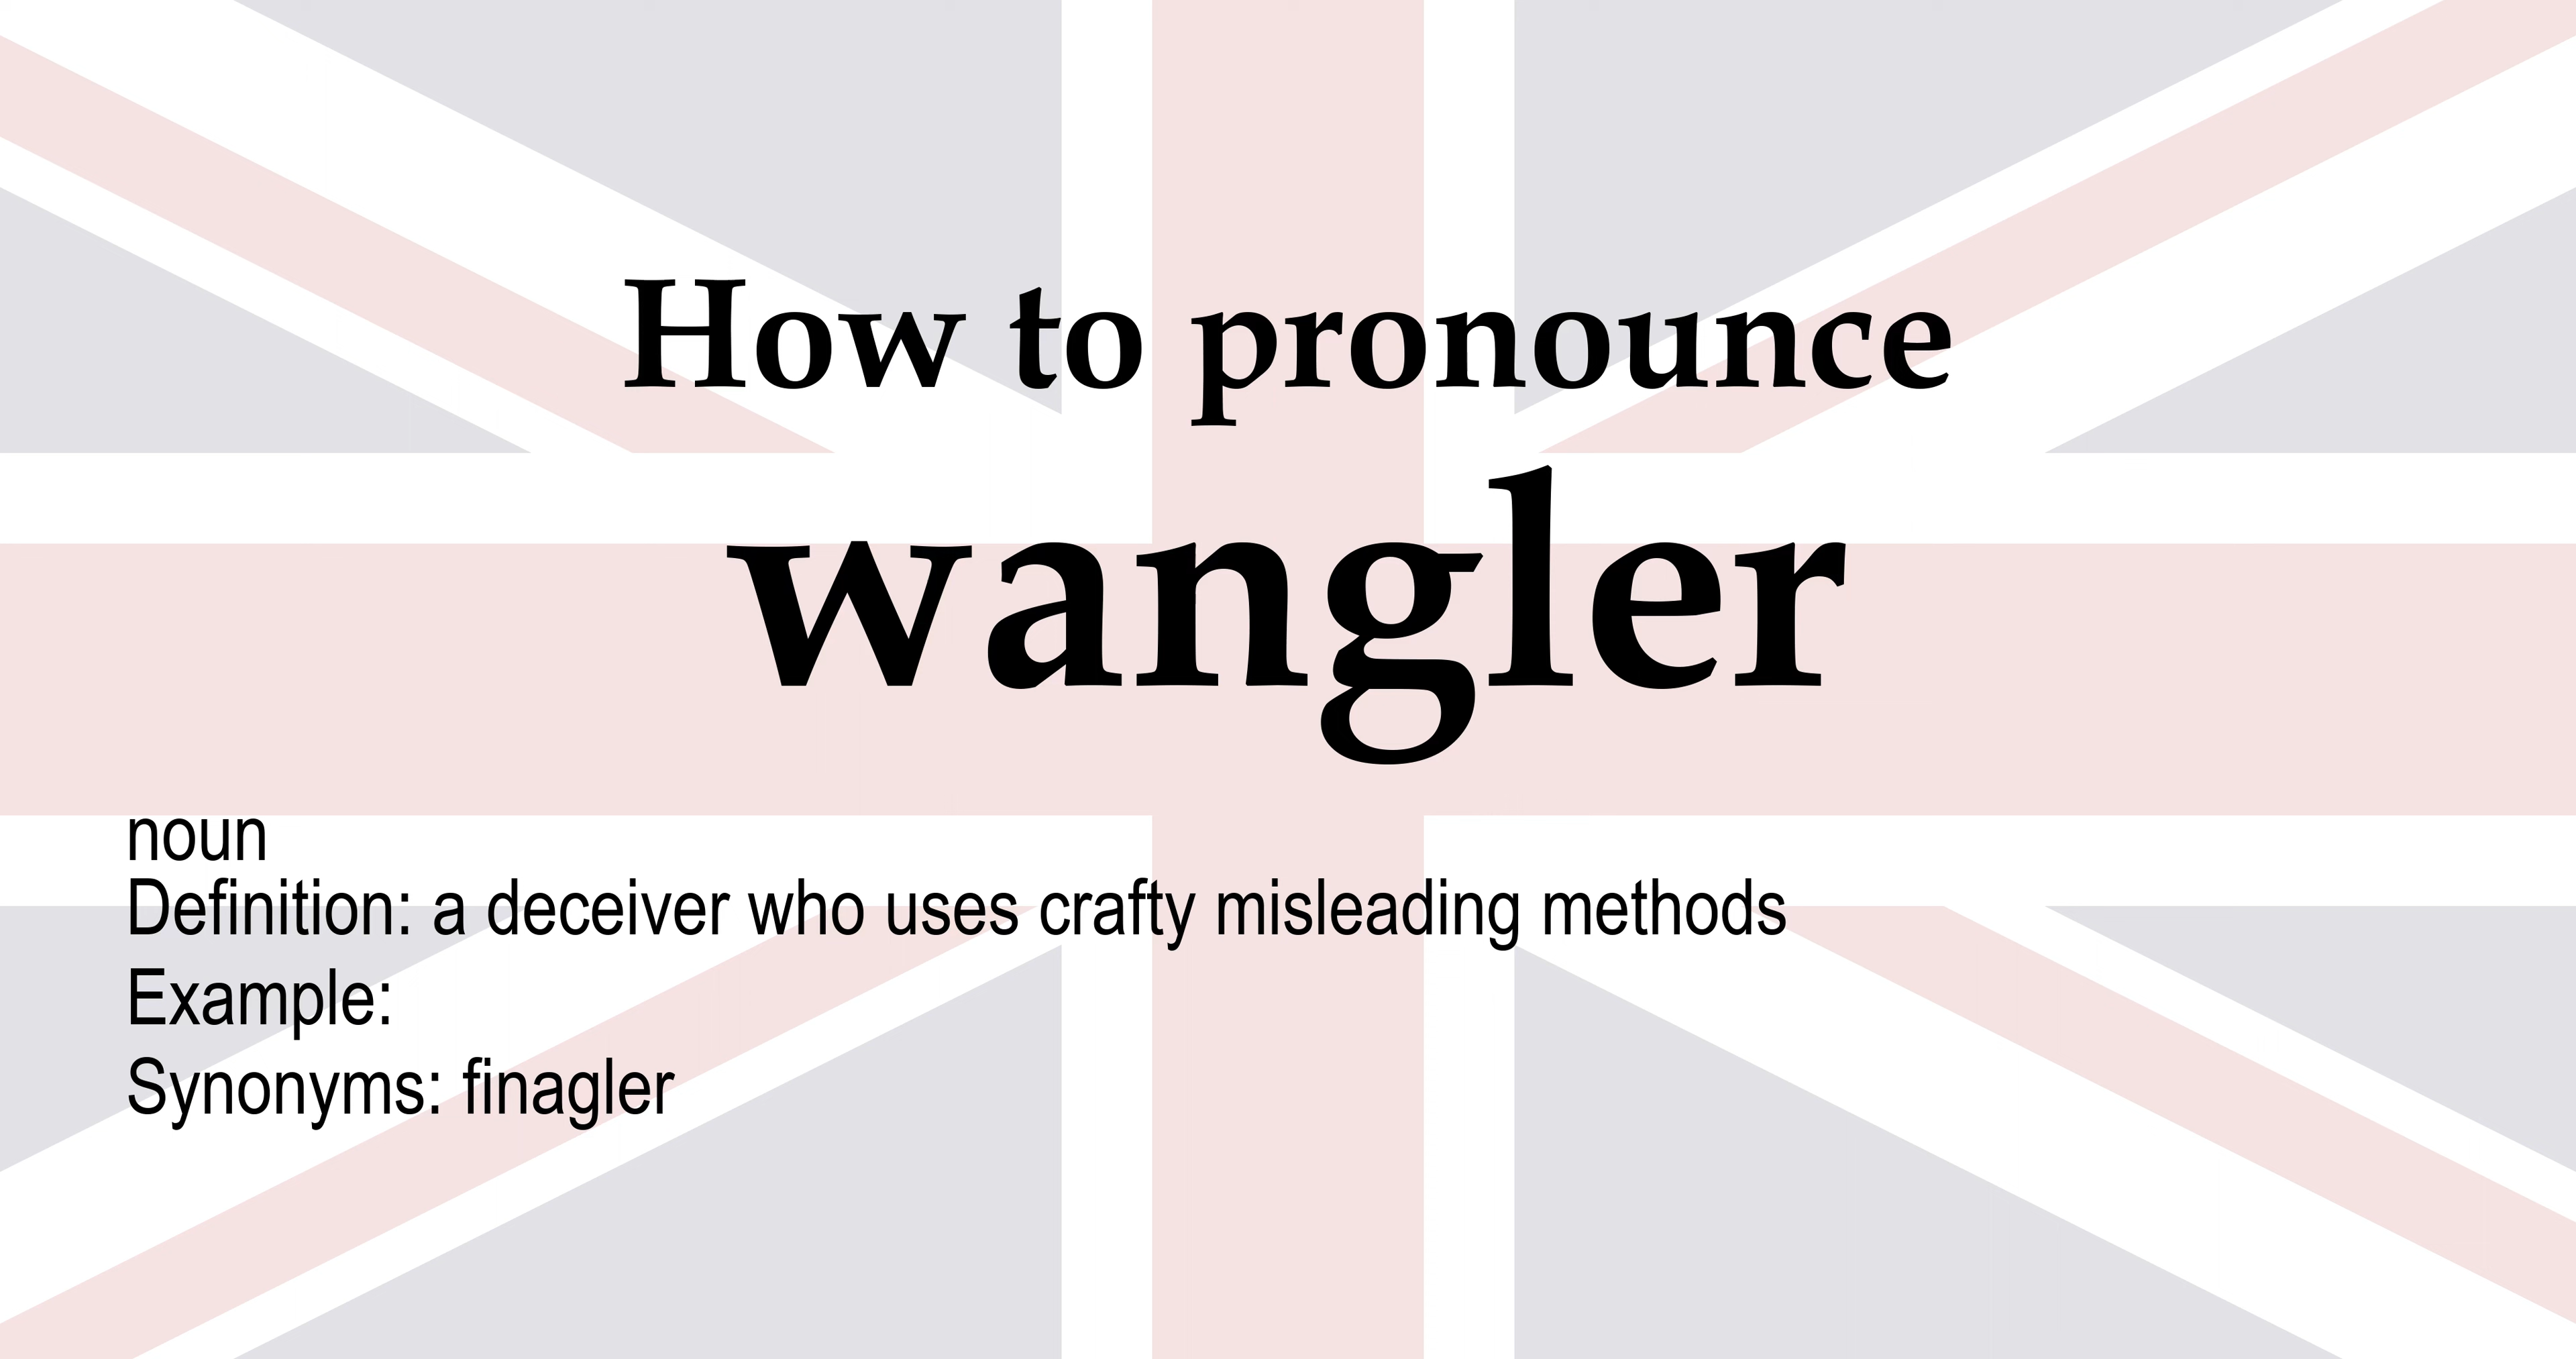 How to pronounce
wangler
noun
Definition: a deceiver who uses crafty misleading methods
Example:
Synonyms: finagler